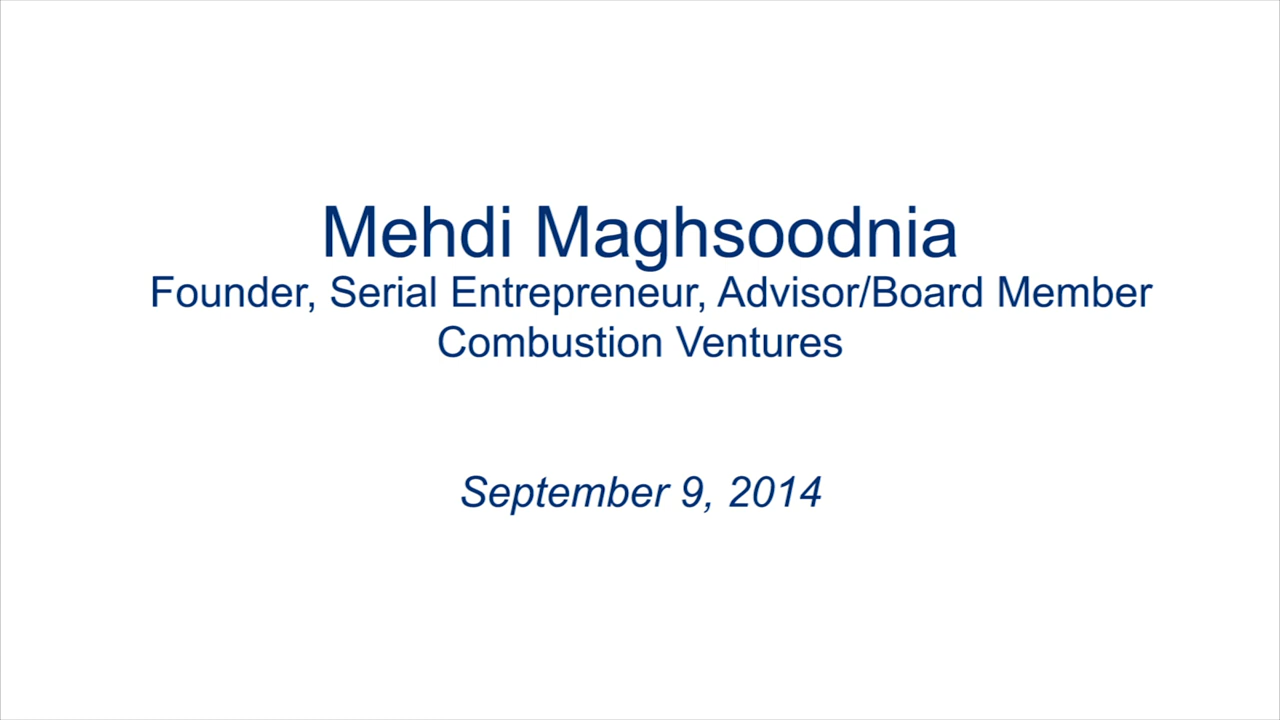 Mehdi Maghsoodnia
Founder, Serial Entrepreneur, Advisor/Board Member
Combustion Ventures
September 9, 2014